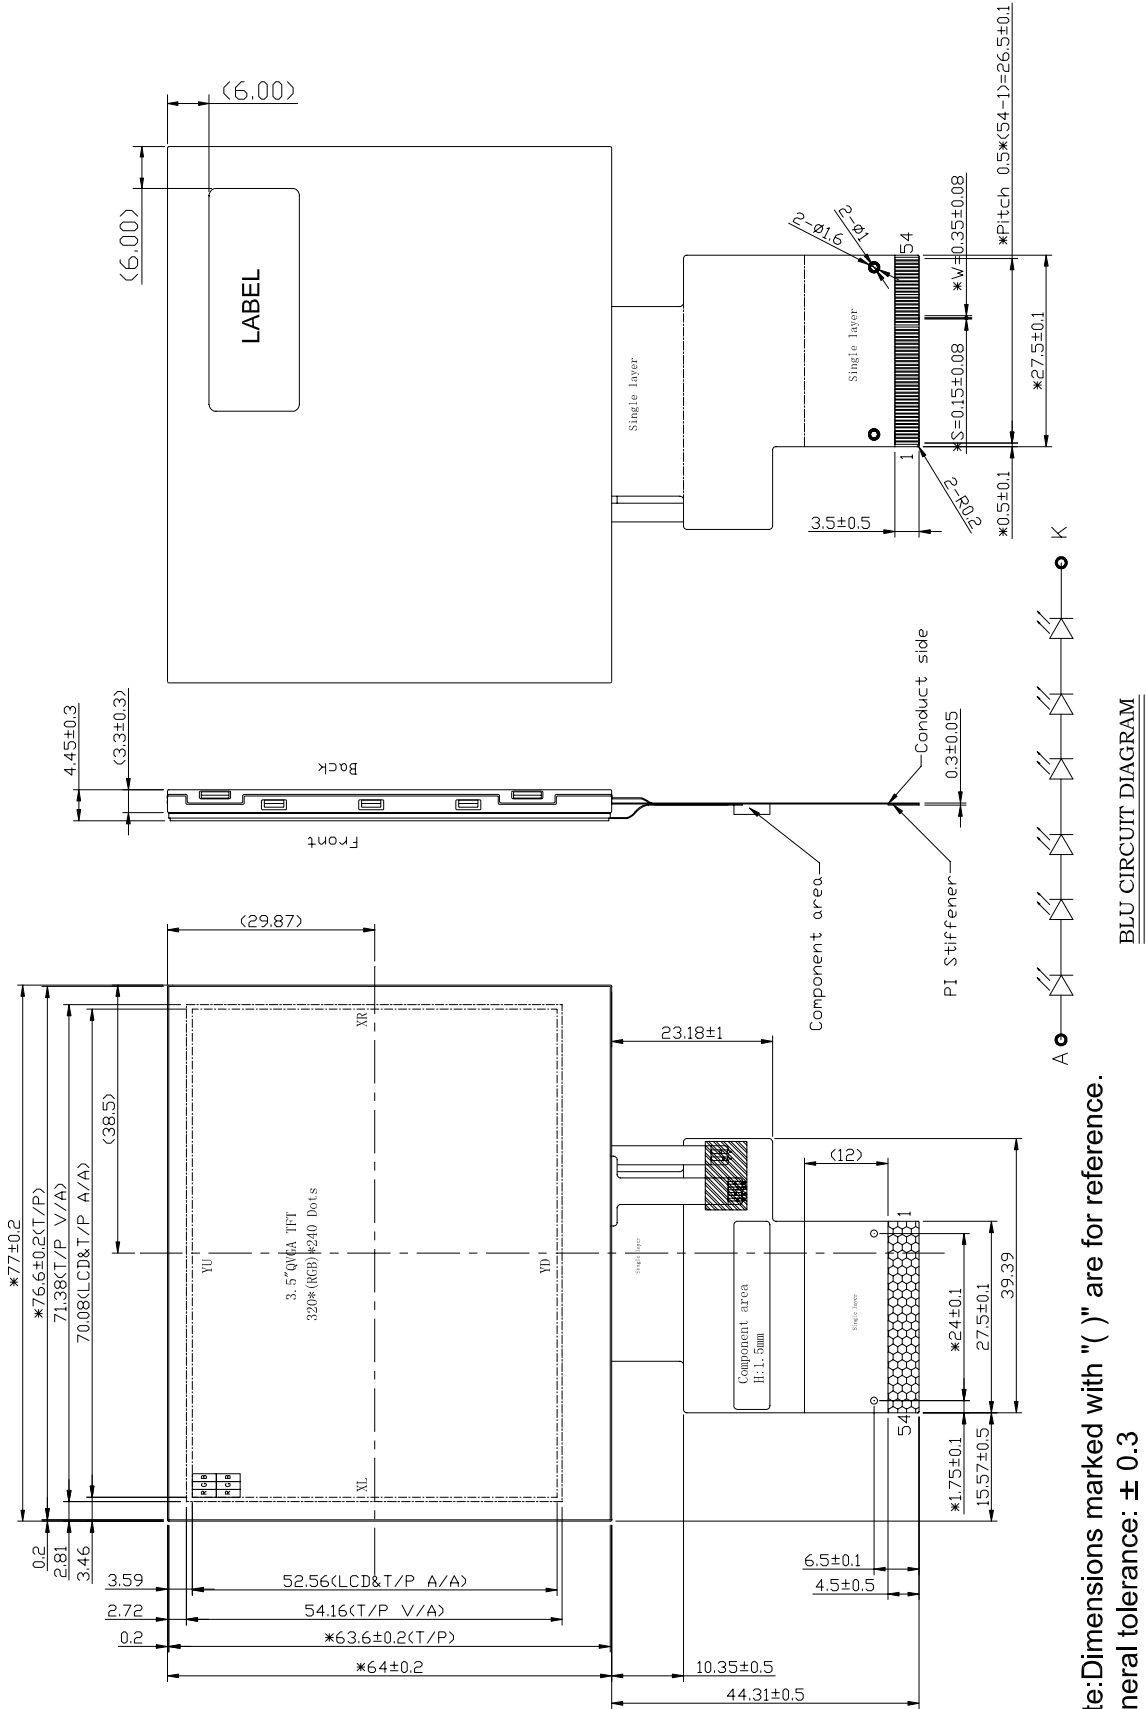 (6.00)
(6.00)
LABEL
2-ø1.6
2-ø1
54
Single layer
Single layer
1
*Pitch 0.5*(54-1)=26.5±0.1
*W=0.35±0.08
*S=0.15±0.08
*27.5±0.1
*0.5±0.1
2-R0.2
3.5±0.5
4.45±0.3
(3.3±0.3)
Back
Front
Conduct side
0.3±0.05
Component area
PI Stiffener
K
A
BLU CIRCUIT DIAGRAM
*77±0.2
*76.6±0.2(T/P)
71.38(T/P V/A)
70.08(LCD&T/P A/A)
(38.5)
(29.87)
0.2
2.81
3.46
3.59
2.72
0.2
52.56(LCD&T/P A/A)
54.16(T/P V/A)
*63.6±0.2(T/P)
*64±0.2
XR
YU
3.5"QVGA TFT
320*(RGB)*240 Dots
YD
XL
R G B
R G B
23.18±1
(12)
Single layer
Component area
H:1.5mm
Single layer
1
54
*24±0.1
27.5±0.1
39.39
*1.75±0.1
15.57±0.5
6.5±0.1
4.5±0.5
10.35±0.5
44.31±0.5
te:Dimensions marked with "( )" are for reference.
neral tolerance: ± 0.3